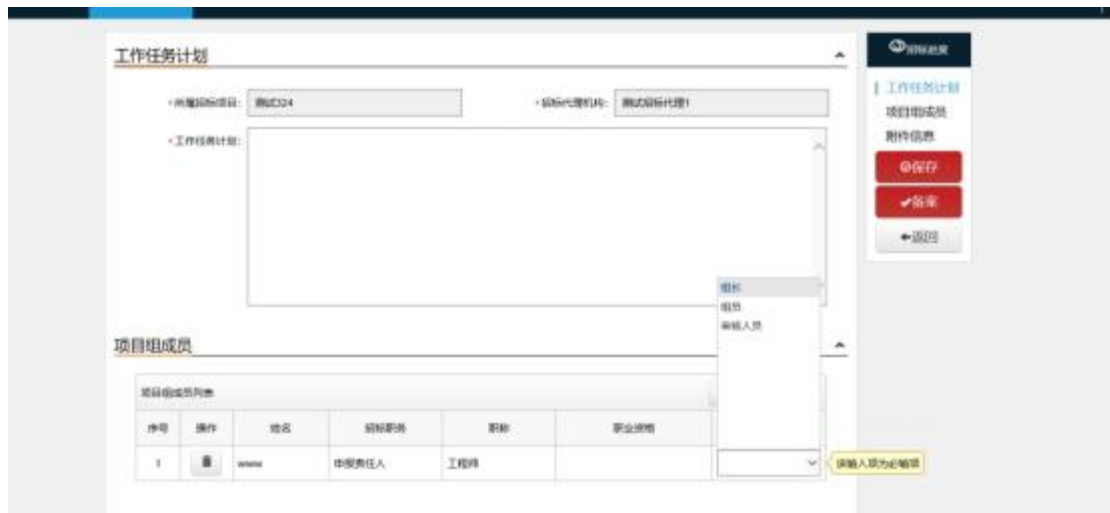 工作任务计划
*所属招标项目: 测试324
*招标代理机构: 测试招标代理1
*工作任务计划:
组长
组员
审核人员
项目组成员
项目组成员列表
序号 操作 姓名 招标职务 职称 职业资格
1 www 申报责任人 工程师
该输入项为必输项
招标进度
工作任务计划
项目组成员
附件信息
保存
备案
返回